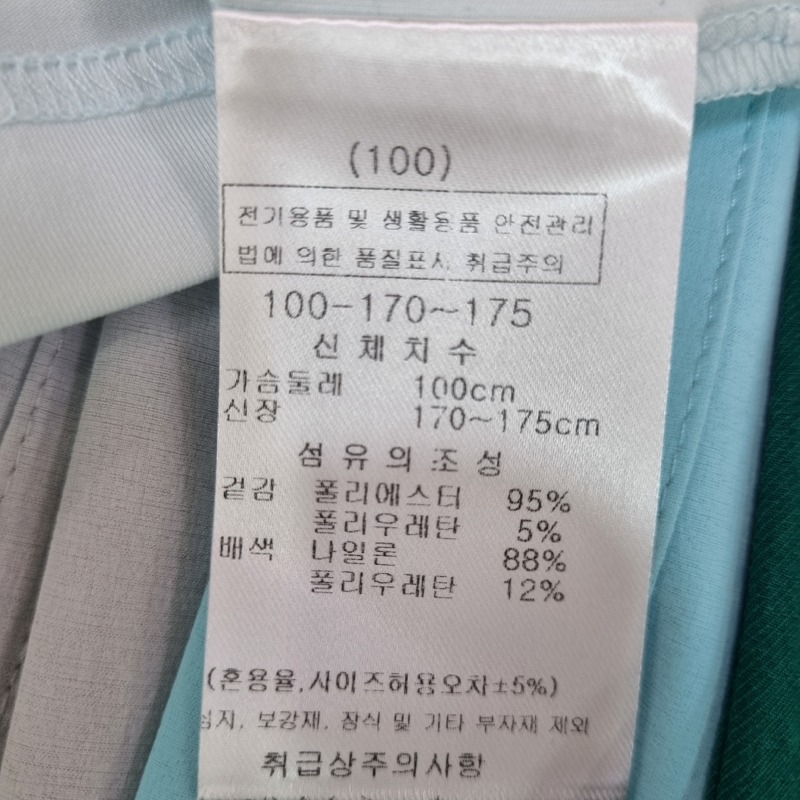 (100)
전기용품 및 생활용품 안전관리
법에 의한 품질표시 취급주의
100-170~175
신체치수
가슴둘레 100cm
신장 170~175cm
섬유의조성
겉감 폴리에스터 95%
폴리우레탄 5%
배색 나일론 88%
폴리우레탄 12%
(혼용율,사이즈허용오차±5%)
심지, 보강재, 장식 및 기타 부자재 제외
취급상주의사항